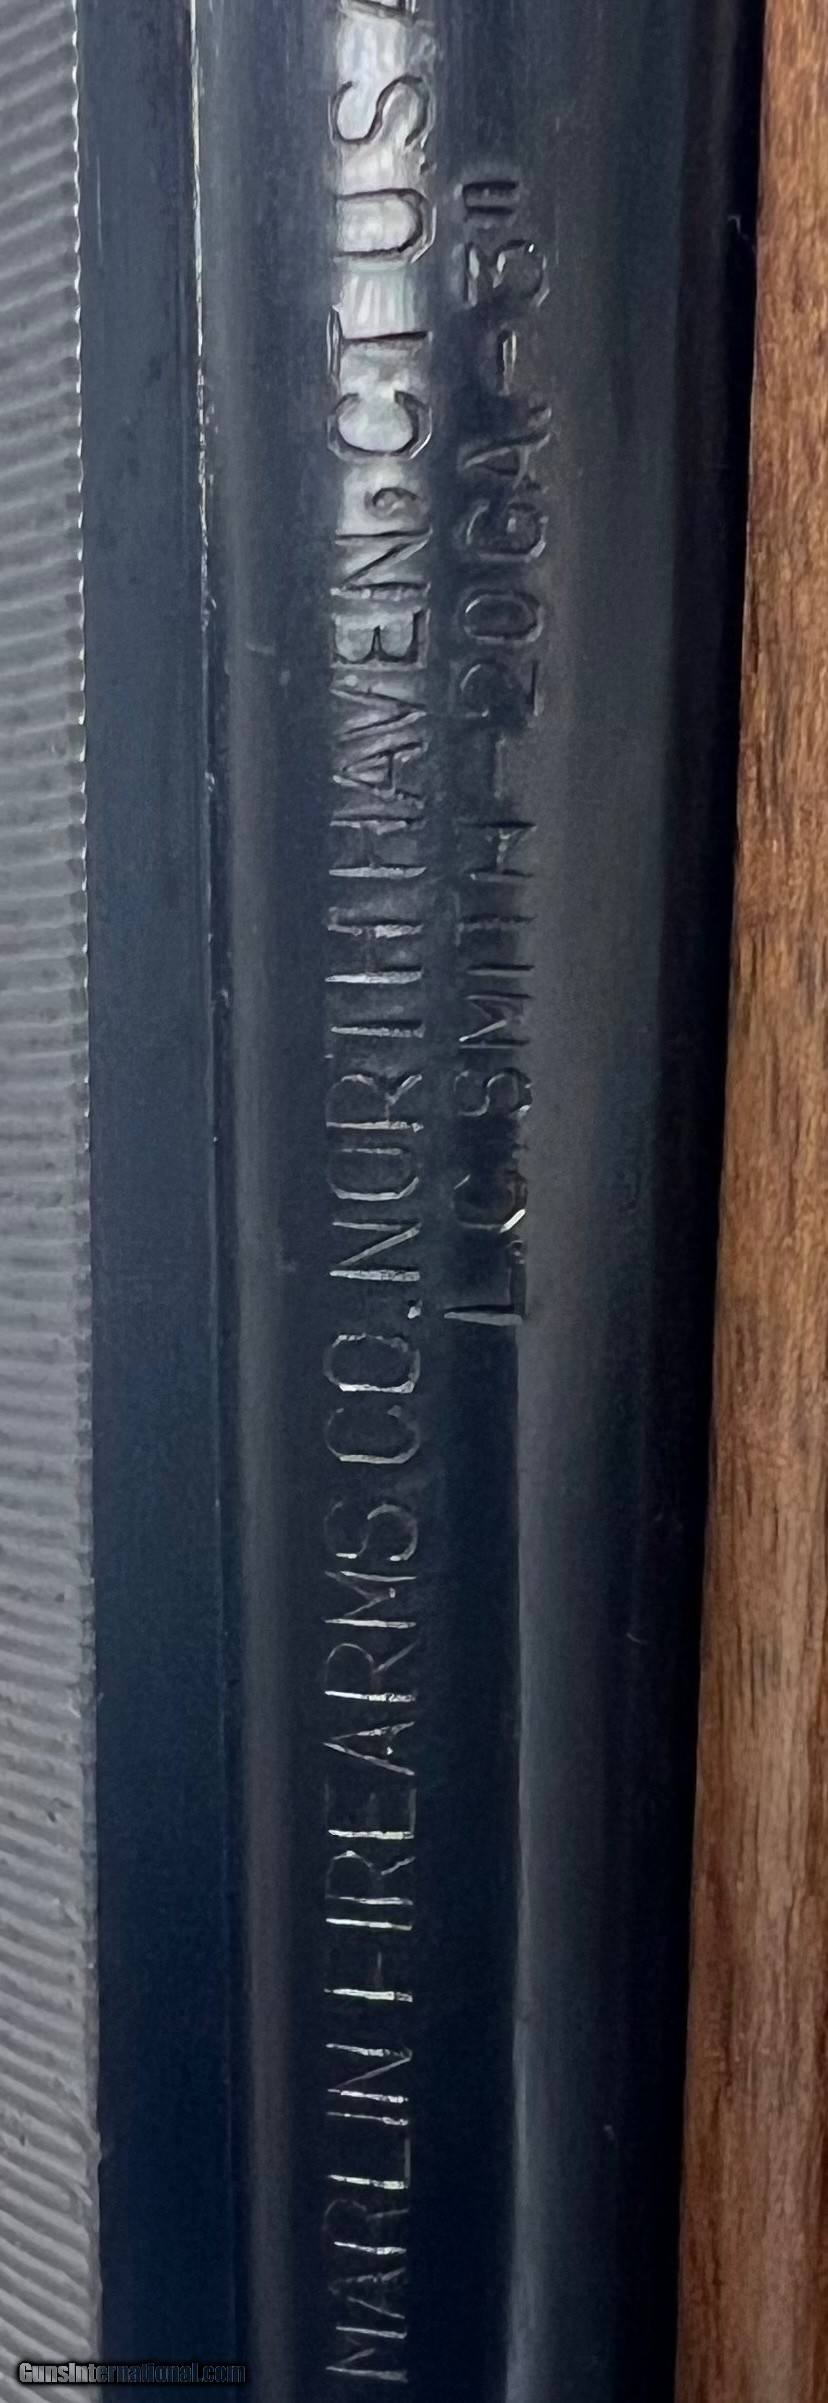 MARLIN FIREARMS CO. NORTH HAVEN, CT USA
L.C. SMITH - 20GA. - 3"
GunsInternational.com